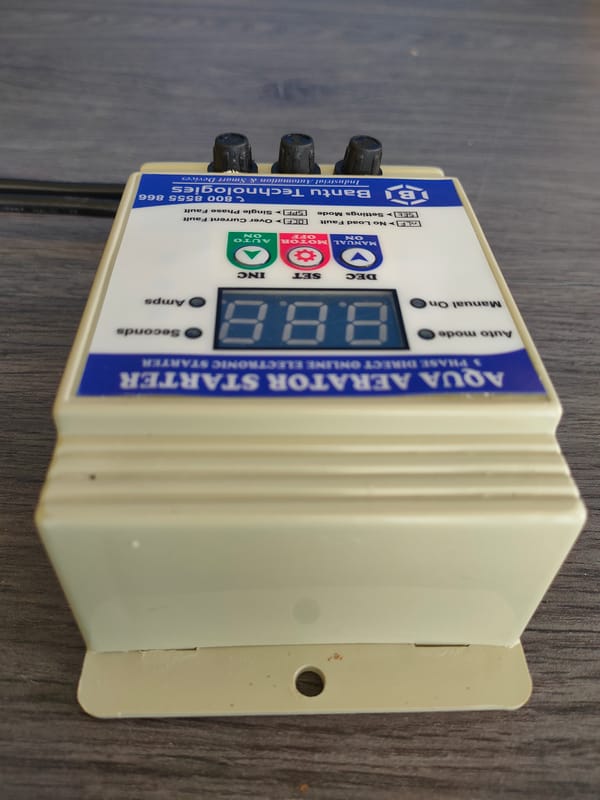 AQUA AERATOR STARTER
3 PHASE DIRECT ONLINE ELECTRONIC STARTER
Auto mode
Seconds
Manual On
Amps
DEC
SET
INC
MANUAL
ON
MOTOR
OFF
AUTO
ON
No Load Fault
Over Current Fault
Settings Mode
Single Phase Fault
B
Bantu Technologies
Industrial Automation & Smart Devices
800 8555 866